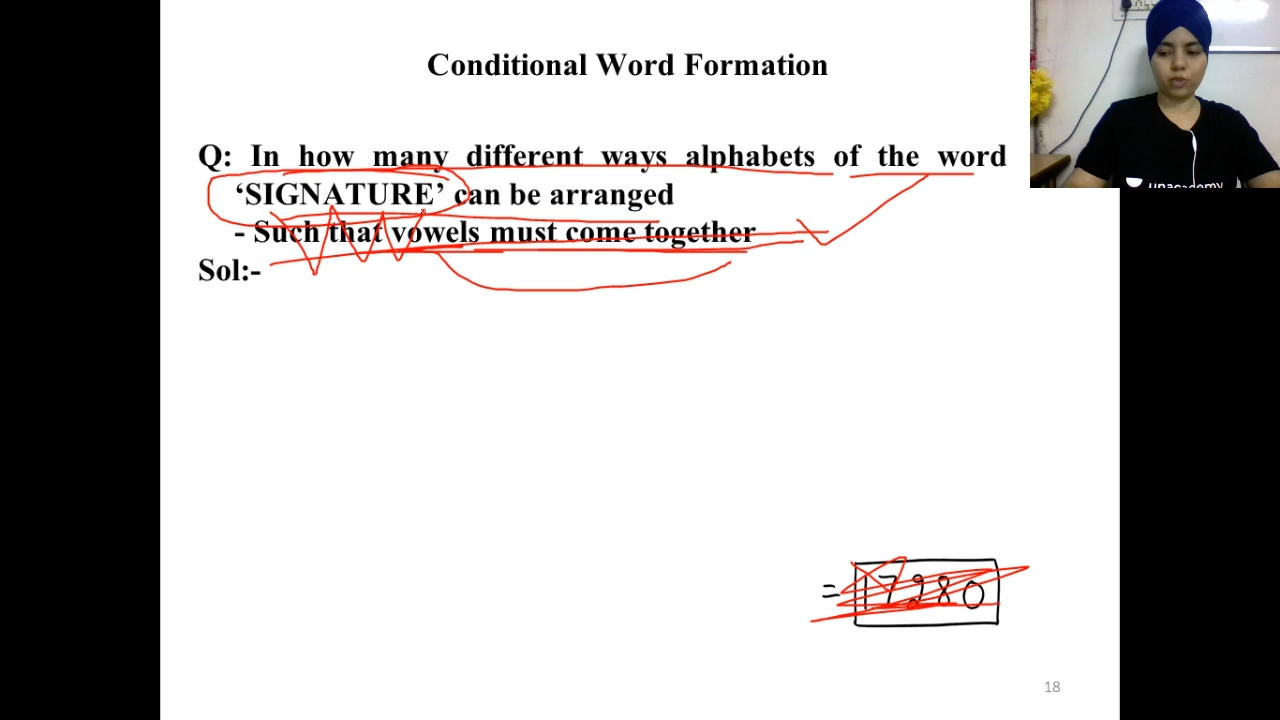 Conditional Word Formation
Q: In how many different ways alphabets of the word
‘SIGNATURE’ can be arranged
- Such that vowels must come together
Sol:-
= 17280
unacademy
18